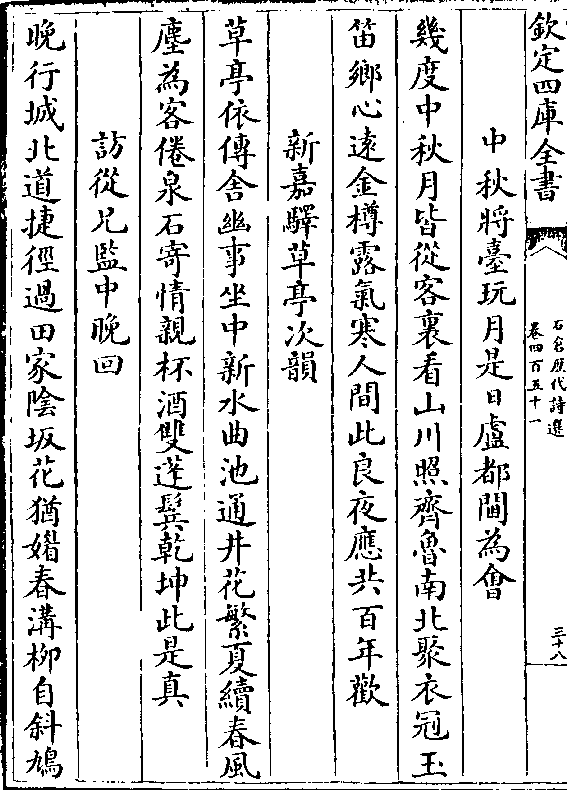 欽定四庫全書
石倉歷代詩選
卷四百五十一
三十八
中秋將臺玩月是日盧都閫為會
幾度中秋月皆從客裏看山川照齊魯南北聚衣冠玉
笛鄉心遠金樽露氣寒人間此良夜應共百年歡
新嘉驛草亭次韻
草亭依傳舍幽事坐中新水曲池通井花繁夏續春風
塵為客倦泉石寄情親杯酒雙蓬鬂乾坤此是真
訪從兄監中晚回
晚行城北道捷徑過田家陰坂花猶媚春溝柳自斜鳩